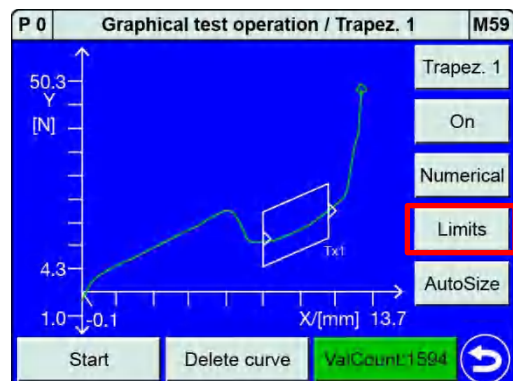 P 0 Graphical test operation / Trapez. 1 M59
Trapez. 1
50.3
Y
[N]
On
Numerical
Limits
Tx1
4.3
AutoSize
1.0 -0.1 X/[mm] 13.7
Start Delete curve ValCount:1594